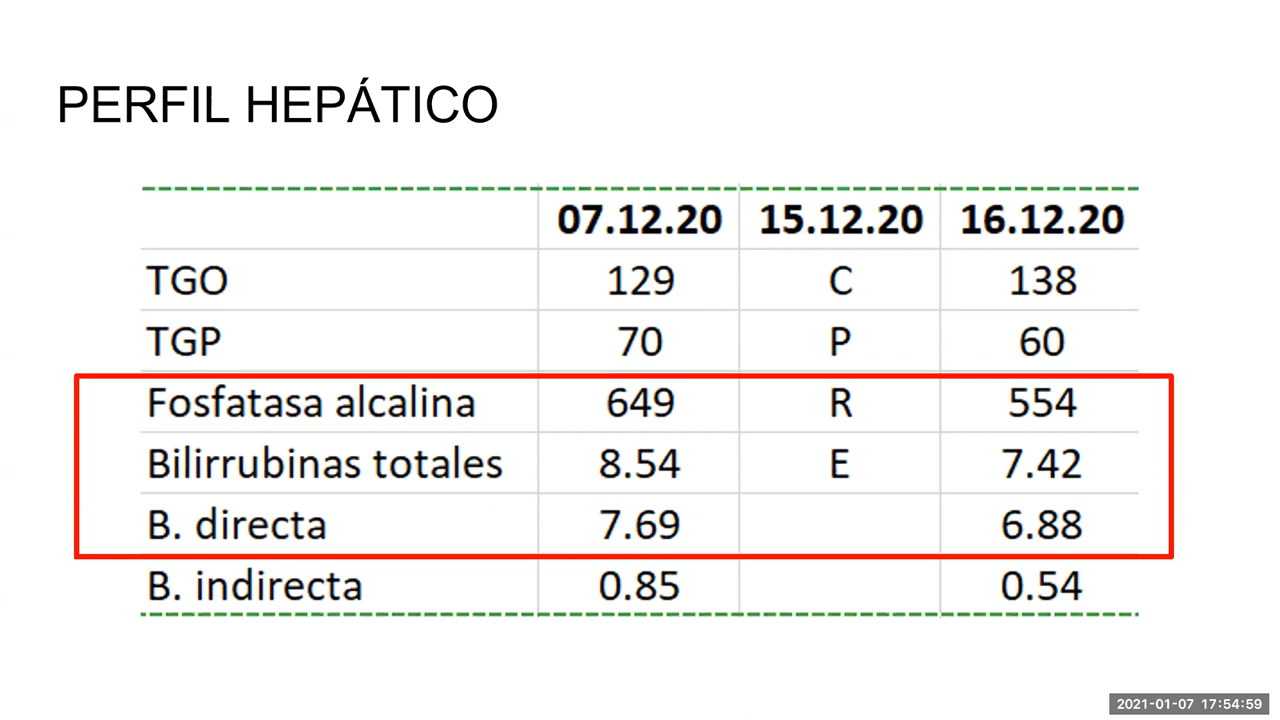 PERFIL HEPÁTICO
07.12.20 15.12.20 16.12.20
TGO 129 C 138
TGP 70 P 60
Fosfatasa alcalina 649 R 554
Bilirrubinas totales 8.54 E 7.42
B. directa 7.69 6.88
B. indirecta 0.85 0.54
2021-01-07 17:54:59